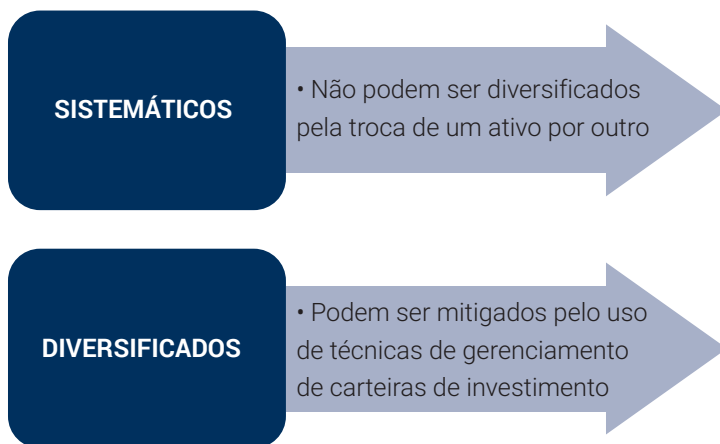 SISTEMÁTICOS
• Não podem ser diversificados
pela troca de um ativo por outro
DIVERSIFICADOS
• Podem ser mitigados pelo uso
de técnicas de gerenciamento
de carteiras de investimento